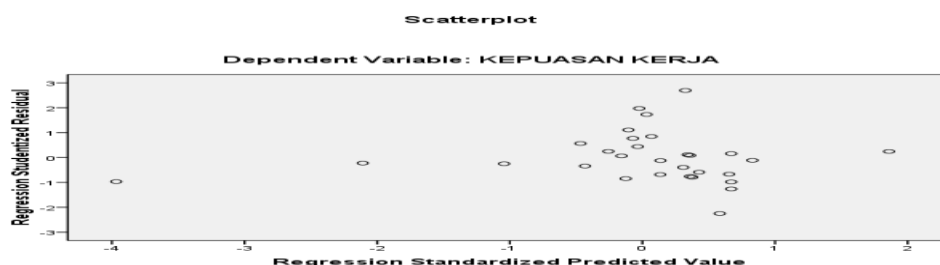 Scatterplot
Dependent Variable: KEPUASAN KERJA
Regression Studentized Residual
3
2
1
0
-1
-2
-3
-4 -3 -2 -1 0 1 2
Regression Standardized Predicted Value